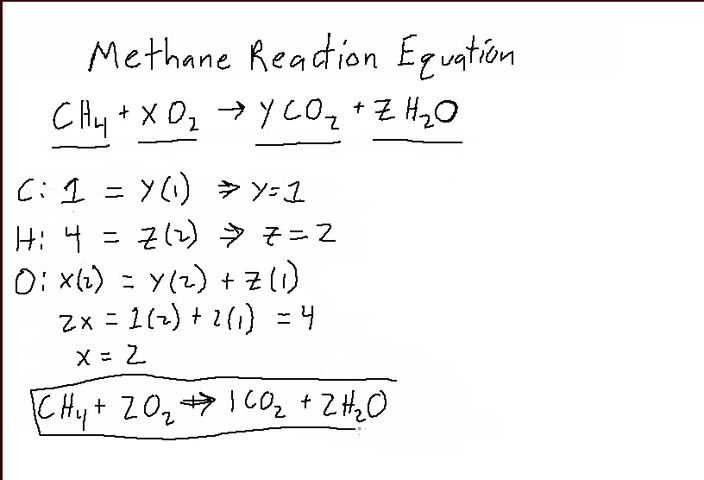 Methane Reaction Equation
CH₄ + X O₂ → Y CO₂ + Z H₂O
C: 1 = Y(1) ⇒ Y=1
H: 4 = Z(2) ⇒ Z=2
O: X(2) = Y(2) + Z(1)
2x = 1(2) + 2(1) = 4
X = 2
CH₄ + 2O₂ → 1CO₂ + 2H₂O